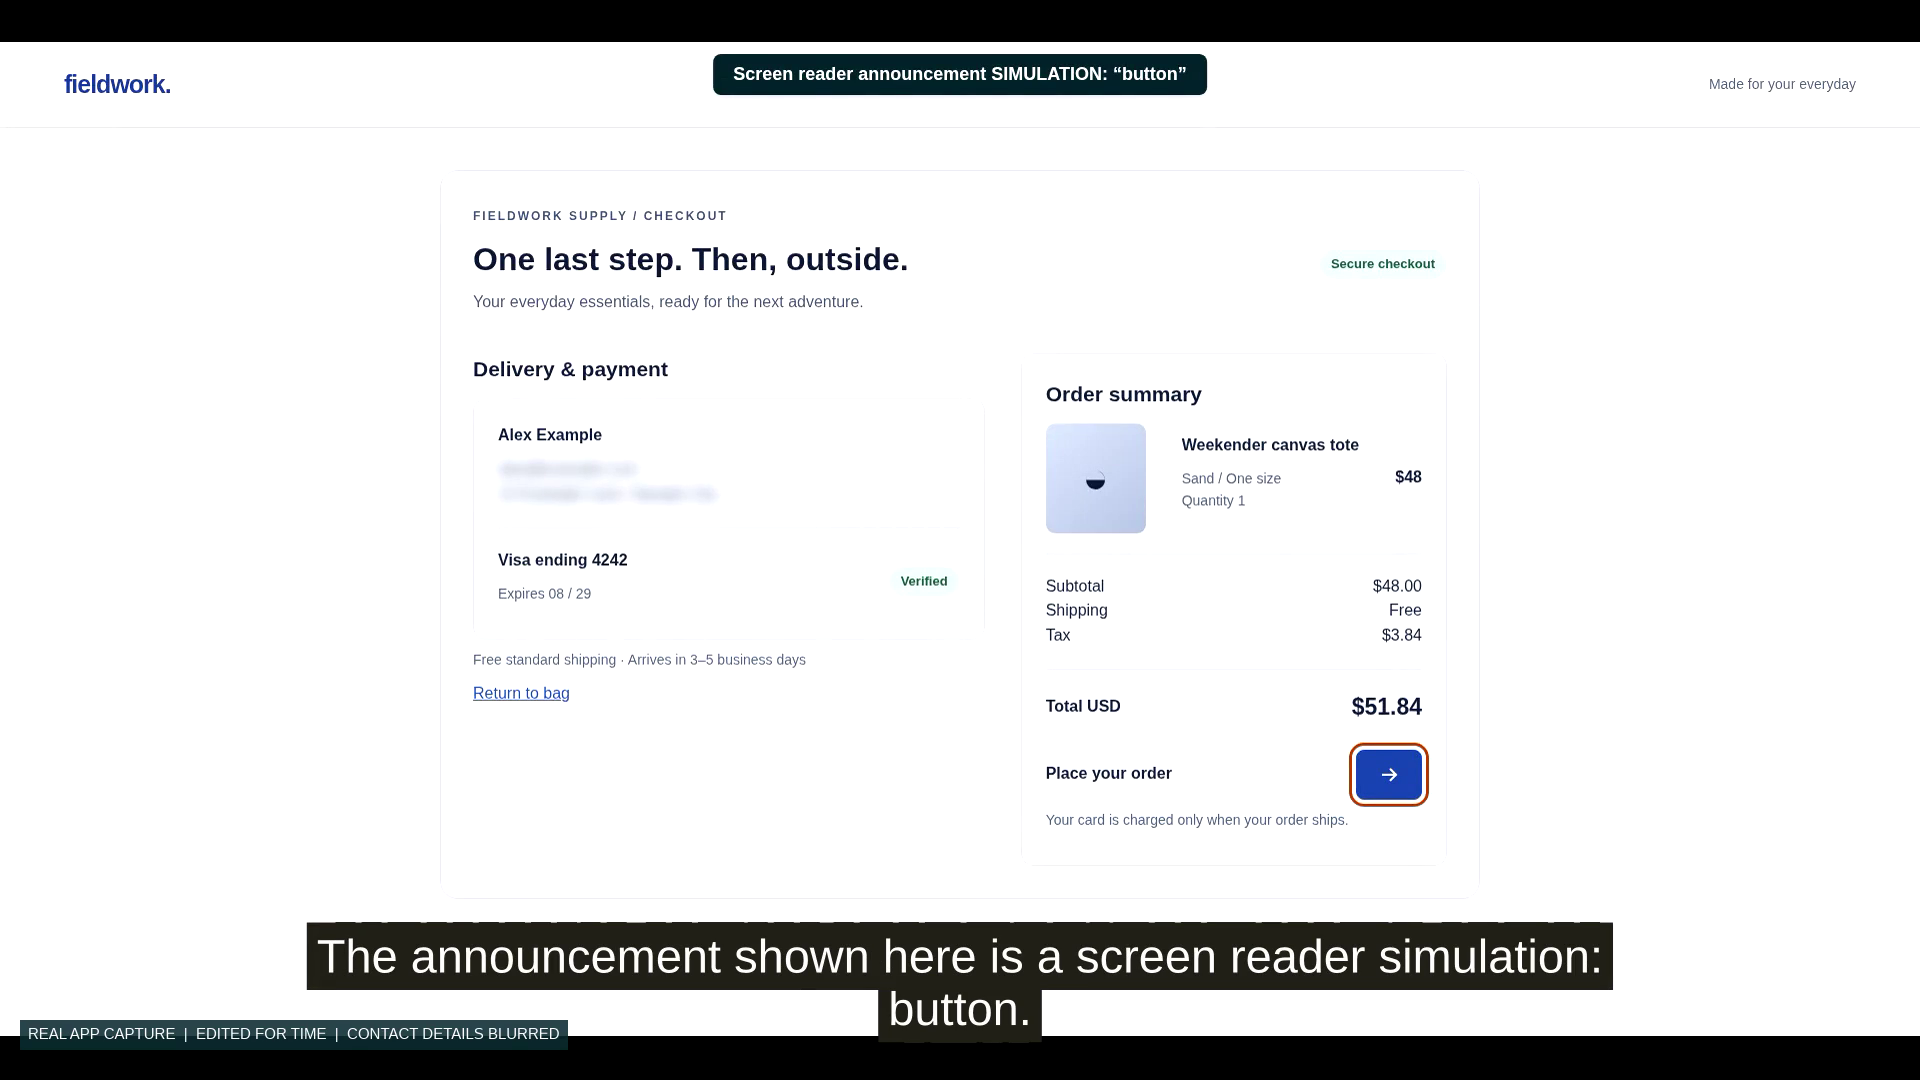 fieldwork.
Screen reader announcement SIMULATION: “button”
Made for your everyday
FIELDWORK SUPPLY / CHECKOUT
One last step. Then, outside.
Secure checkout
Your everyday essentials, ready for the next adventure.
Delivery & payment
Alex Example
Visa ending 4242
Expires 08 / 29
Verified
Free standard shipping · Arrives in 3–5 business days
Return to bag
Order summary
Weekender canvas tote
Sand / One size
$48
Quantity 1
Subtotal $48.00
Shipping Free
Tax $3.84
Total USD $51.84
Place your order →
Your card is charged only when your order ships.
The announcement shown here is a screen reader simulation:
button.
REAL APP CAPTURE | EDITED FOR TIME | CONTACT DETAILS BLURRED